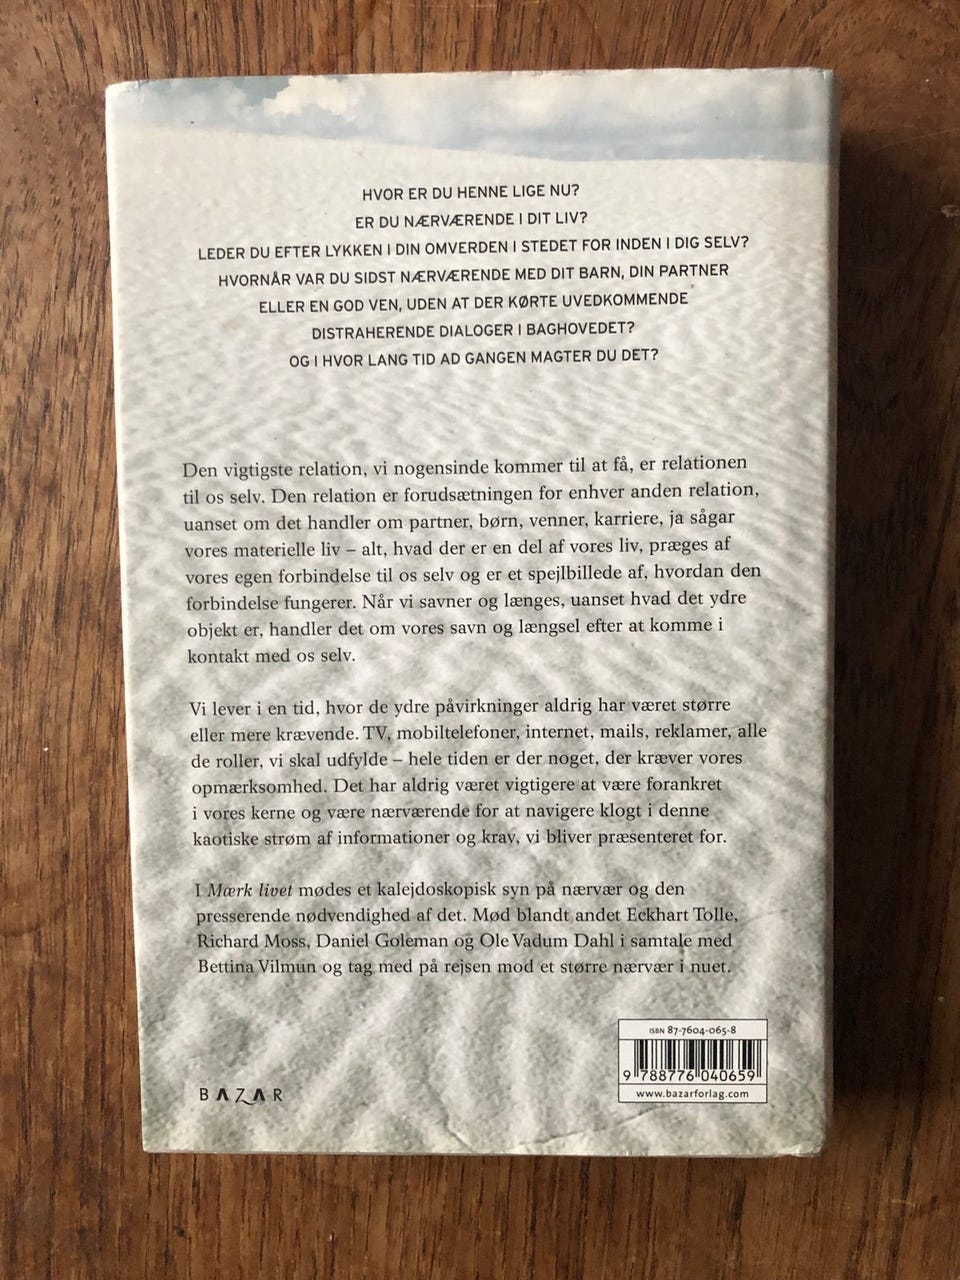 HVOR ER DU HENNE LIGE NU?
ER DU NÆRVÆRENDE I DIT LIV?
LEDER DU EFTER LYKKEN I DIN OMVERDEN I STEDET FOR INDEN I DIG SELV?
HVORNÅR VAR DU SIDST NÆRVÆRENDE MED DIT BARN, DIN PARTNER
ELLER EN GOD VEN, UDEN AT DER KØRTE UVEDKOMMENDE
DISTRAHERENDE DIALOGER I BAGHOVEDET?
OG I HVOR LANG TID AD GANGEN MAGTER DU DET?
Den vigtigste relation, vi nogensinde kommer til at få, er relationen
til os selv. Den relation er forudsætningen for enhver anden relation,
uanset om det handler om partner, børn, venner, karriere, ja sågar
vores materielle liv – alt, hvad der er en del af vores liv, præges af
vores egen forbindelse til os selv og er et spejlbillede af, hvordan den
forbindelse fungerer. Når vi savner og længes, uanset hvad det ydre
objekt er, handler det om vores savn og længsel efter at komme i
kontakt med os selv.
Vi lever i en tid, hvor de ydre påvirkninger aldrig har været større
eller mere krævende. TV, mobiltelefoner, internet, mails, reklamer, alle
de roller, vi skal udfylde – hele tiden er der noget, der kræver vores
opmærksomhed. Det har aldrig været vigtigere at være forankret
i vores kerne og være nærværende for at navigere klogt i denne
kaotiske strøm af informationer og krav, vi bliver præsenteret for.
I Mærk livet mødes et kalejdoskopisk syn på nærvær og den
presserende nødvendighed af det. Mød blandt andet Eckhart Tolle,
Richard Moss, Daniel Goleman og Ole Vadum Dahl i samtale med
Bettina Vilmun og tag med på rejsen mod et større nærvær i nuet.
ISBN 87-7604-065-8
9 788776 040659
www.bazarforlag.com
BAZAR